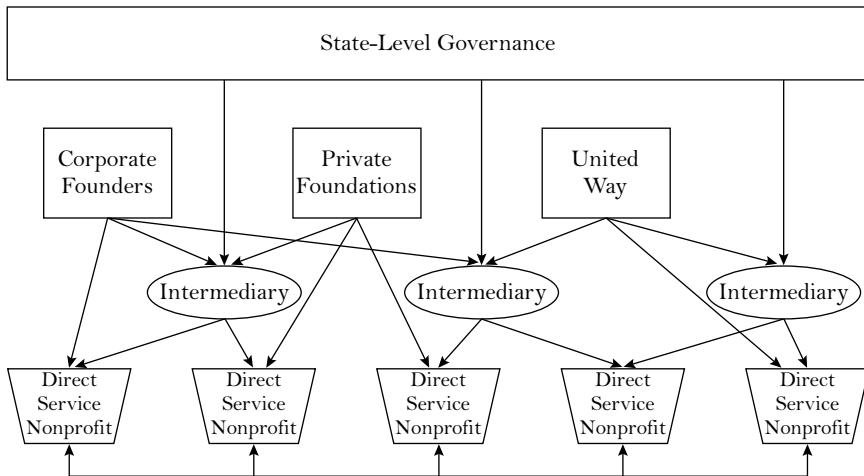 State-Level Governance
Corporate
Founders
Private
Foundations
United
Way
Intermediary
Intermediary
Intermediary
Direct
Service
Nonprofit
Direct
Service
Nonprofit
Direct
Service
Nonprofit
Direct
Service
Nonprofit
Direct
Service
Nonprofit